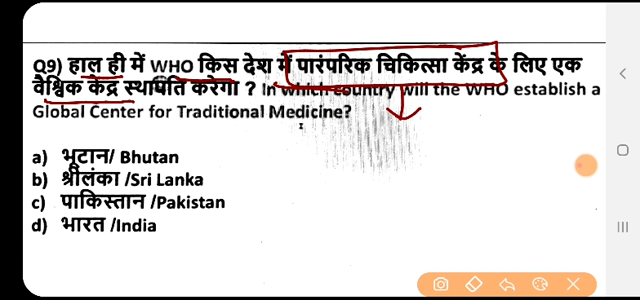 Q9) हाल ही में WHO किस देश में पारंपरिक चिकित्सा केंद्र के लिए एक
वैश्विक केंद्र स्थापित करेगा ? In which country will the WHO establish a
Global Center for Traditional Medicine?
a) भूटान/ Bhutan
b) श्रीलंका /Sri Lanka
c) पाकिस्तान /Pakistan
d) भारत /India